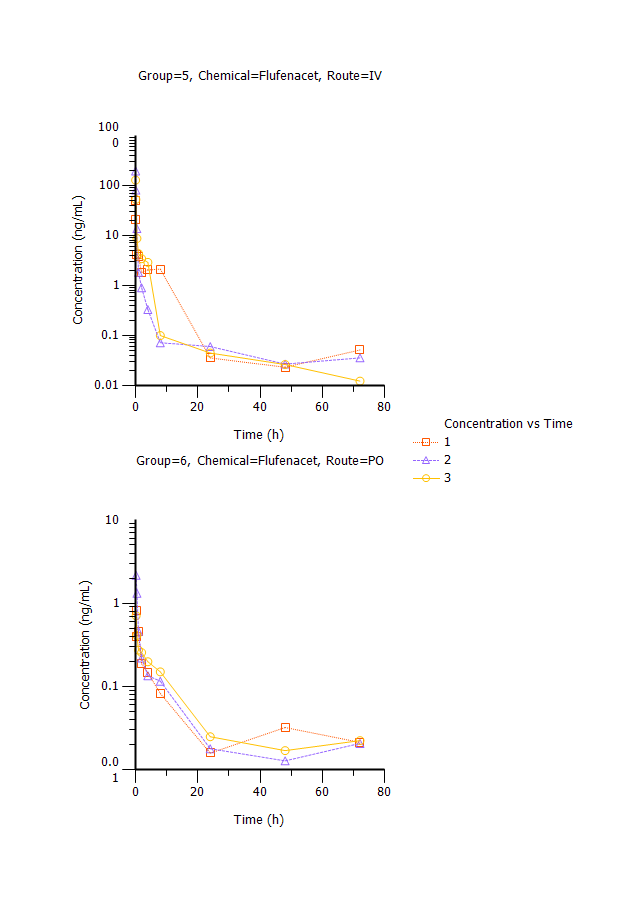 Group=5, Chemical=Flufenacet, Route=IV
100
0
100
10
1
0.1
0.01
Concentration (ng/mL)
0 20 40 60 80
Time (h)
Concentration vs Time
1
2
3
Group=6, Chemical=Flufenacet, Route=PO
10
1
0.1
0.0
1
Concentration (ng/mL)
0 20 40 60 80
Time (h)